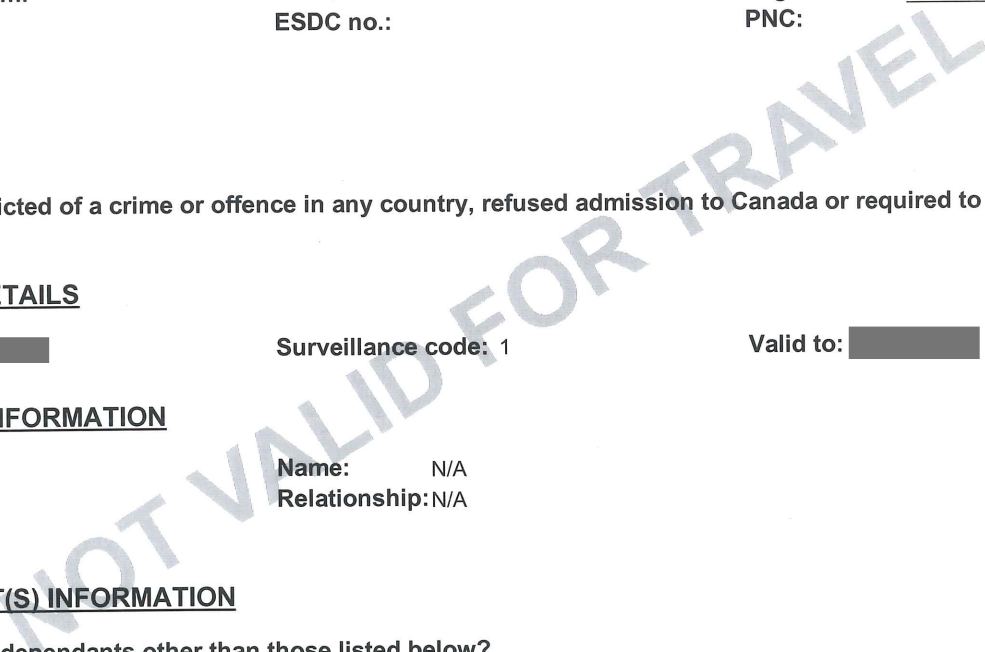 ESDC no.: PNC:
icted of a crime or offence in any country, refused admission to Canada or required to
ETAILS
Surveillance code: 1 Valid to:
NFORMATION
Name: N/A
Relationship: N/A
T(S) INFORMATION
dependants other than those listed below?
NOT VALID FOR TRAVEL